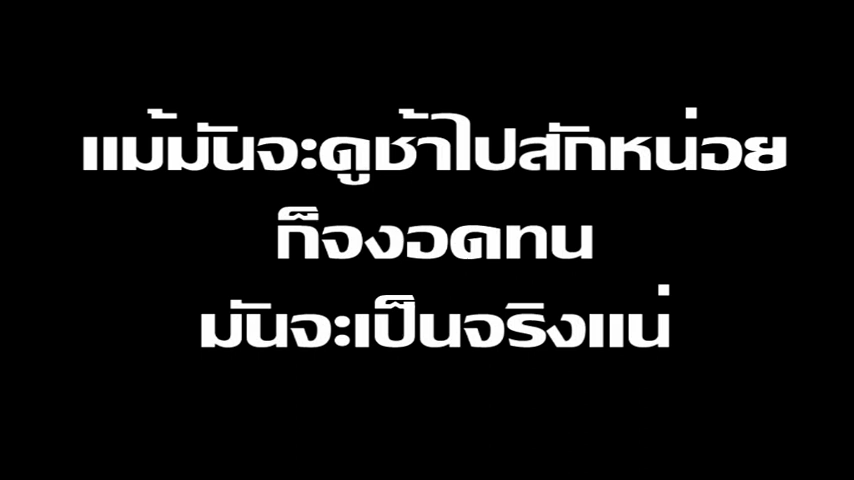 แม้มันจะดูช้าไปสักหน่อย
ก็จงอดทน
มันจะเป็นจริงแน่